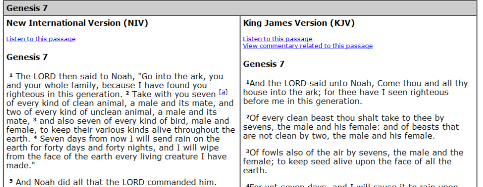 Genesis 7
New International Version (NIV)
Listen to this passage
Genesis 7
1 The LORD then said to Noah, "Go into the ark, you
and your whole family, because I have found you
righteous in this generation. 2 Take with you seven [a]
of every kind of clean animal, a male and its mate, and
two of every kind of unclean animal, a male and its
mate, 3 and also seven of every kind of bird, male and
female, to keep their various kinds alive throughout the
earth. 4 Seven days from now I will send rain on the
earth for forty days and forty nights, and I will wipe
from the face of the earth every living creature I have
made."
5 And Noah did all that the LORD commanded him.
King James Version (KJV)
Listen to this passage
View commentary related to this passage
Genesis 7
1And the LORD said unto Noah, Come thou and all thy
house into the ark; for thee have I seen righteous
before me in this generation.
2Of every clean beast thou shalt take to thee by
sevens, the male and his female: and of beasts that
are not clean by two, the male and his female.
3Of fowls also of the air by sevens, the male and the
female; to keep seed alive upon the face of all the
earth.
4For yet seven days, and I will cause it to rain upon